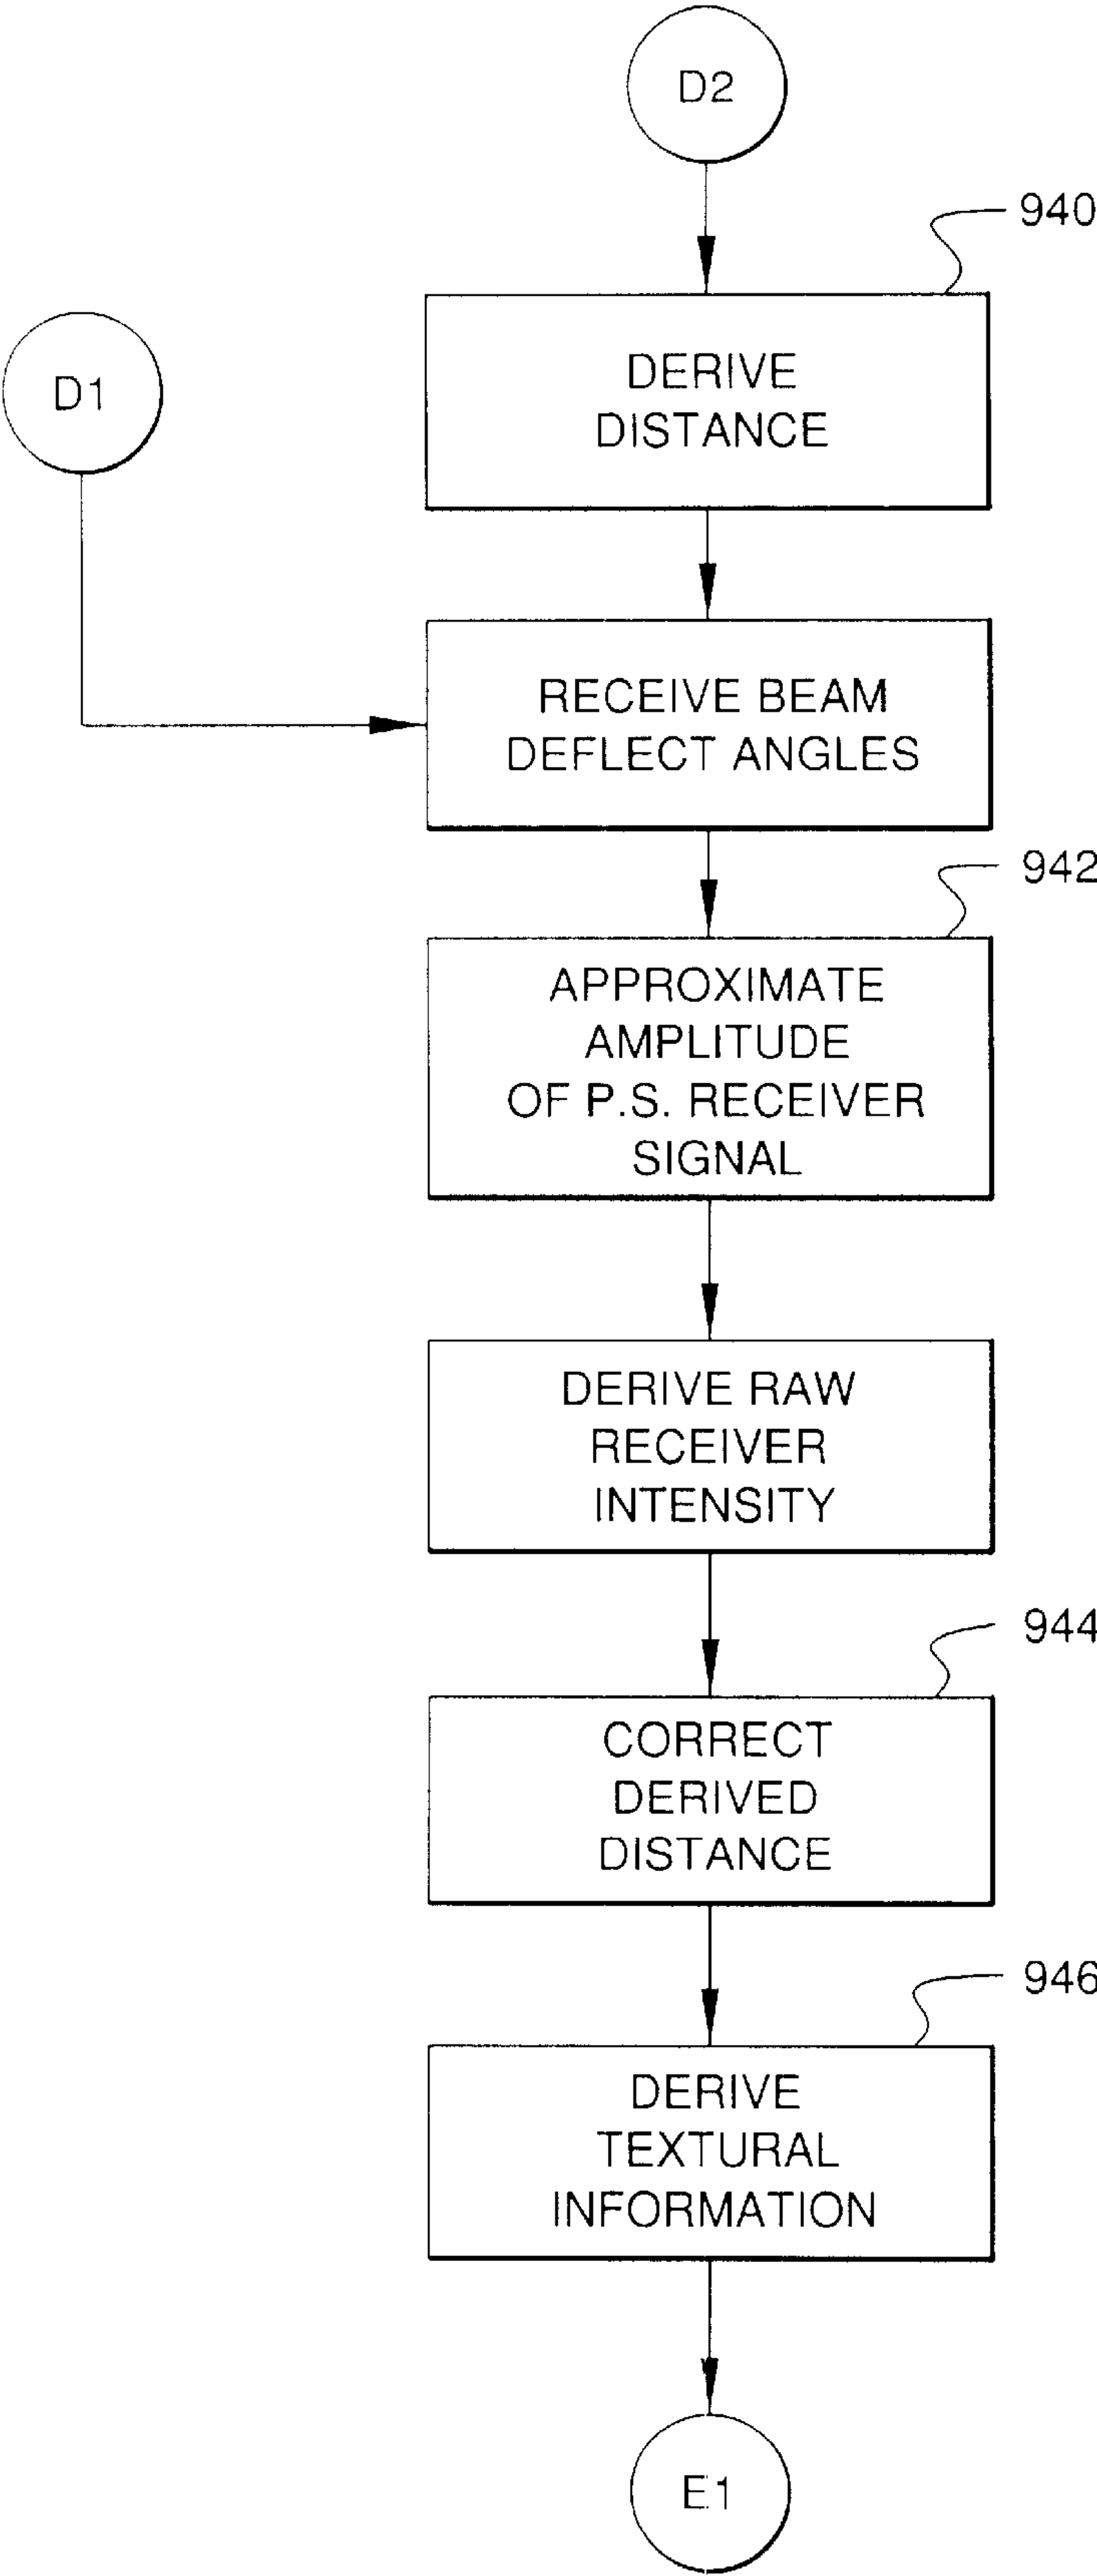 D2
940
DERIVE
DISTANCE
D1
RECEIVE BEAM
DEFLECT ANGLES
942
APPROXIMATE
AMPLITUDE
OF P.S. RECEIVER
SIGNAL
DERIVE RAW
RECEIVER
INTENSITY
944
CORRECT
DERIVED
DISTANCE
946
DERIVE
TEXTURAL
INFORMATION
E1